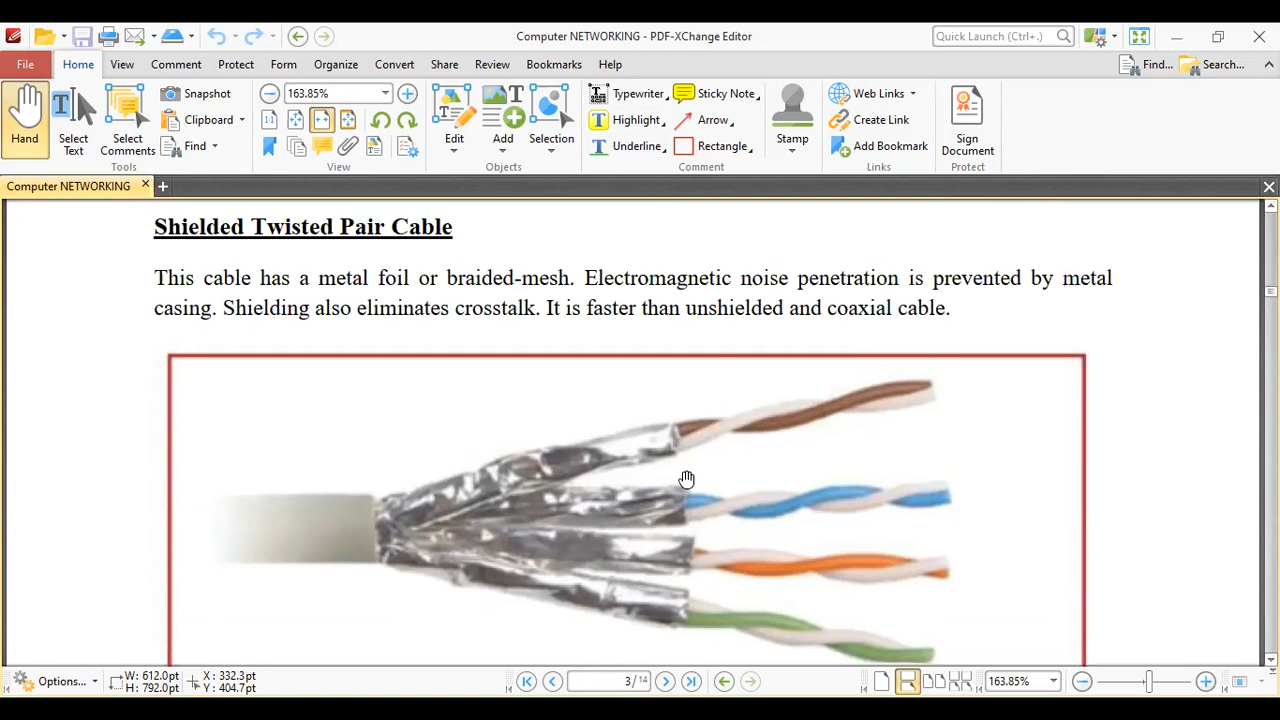 Computer NETWORKING - PDF-XChange Editor
Quick Launch (Ctrl+.)
File Home View Comment Protect Form Organize Convert Share Review Bookmarks Help Find... Search...
Hand
Select Text
Select Comments
Snapshot
Clipboard
Find
Tools
163.85%
1:1
View
Edit
Add
Selection
Objects
Typewriter
Sticky Note
Highlight
Arrow
Underline
Rectangle
Stamp
Comment
Web Links
Create Link
Add Bookmark
Links
Sign Document
Protect
Computer NETWORKING
Shielded Twisted Pair Cable
This cable has a metal foil or braided-mesh. Electromagnetic noise penetration is prevented by metal
casing. Shielding also eliminates crosstalk. It is faster than unshielded and coaxial cable.
Options...
W: 612.0pt
H: 792.0pt
X: 332.3pt
Y: 404.7pt
3 / 14
163.85%